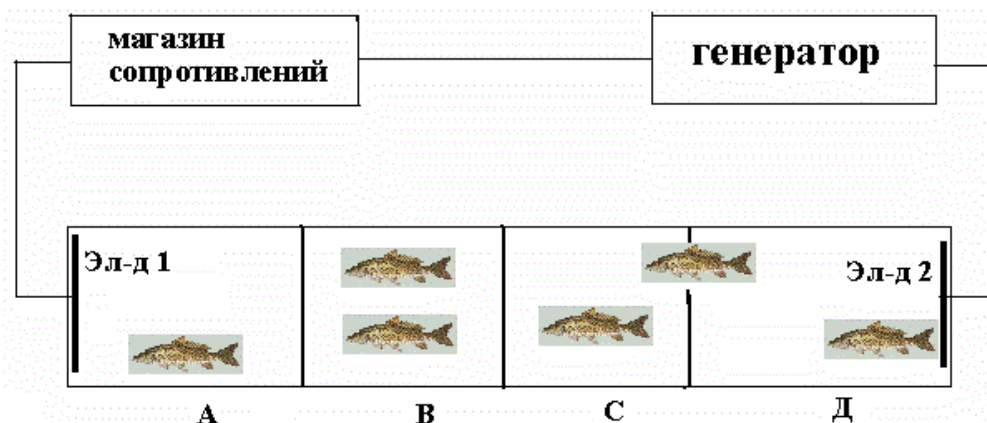 магазин
сопротивлений
генератор
Эл-д 1
Эл-д 2
А
В
С
Д